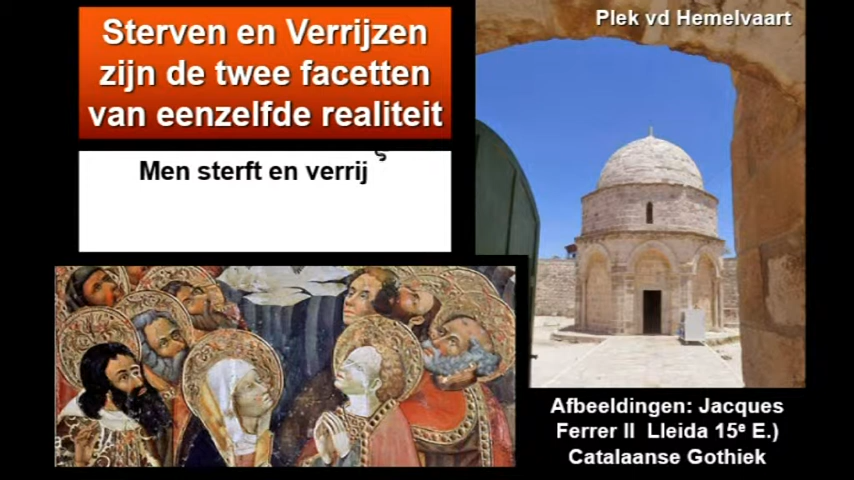 Sterven en Verrijzen
zijn de twee facetten
van eenzelfde realiteit
Men sterft en verrij
Plek vd Hemelvaart
Afbeeldingen: Jacques
Ferrer II Lleida 15ᵉ E.)
Catalaanse Gothiek